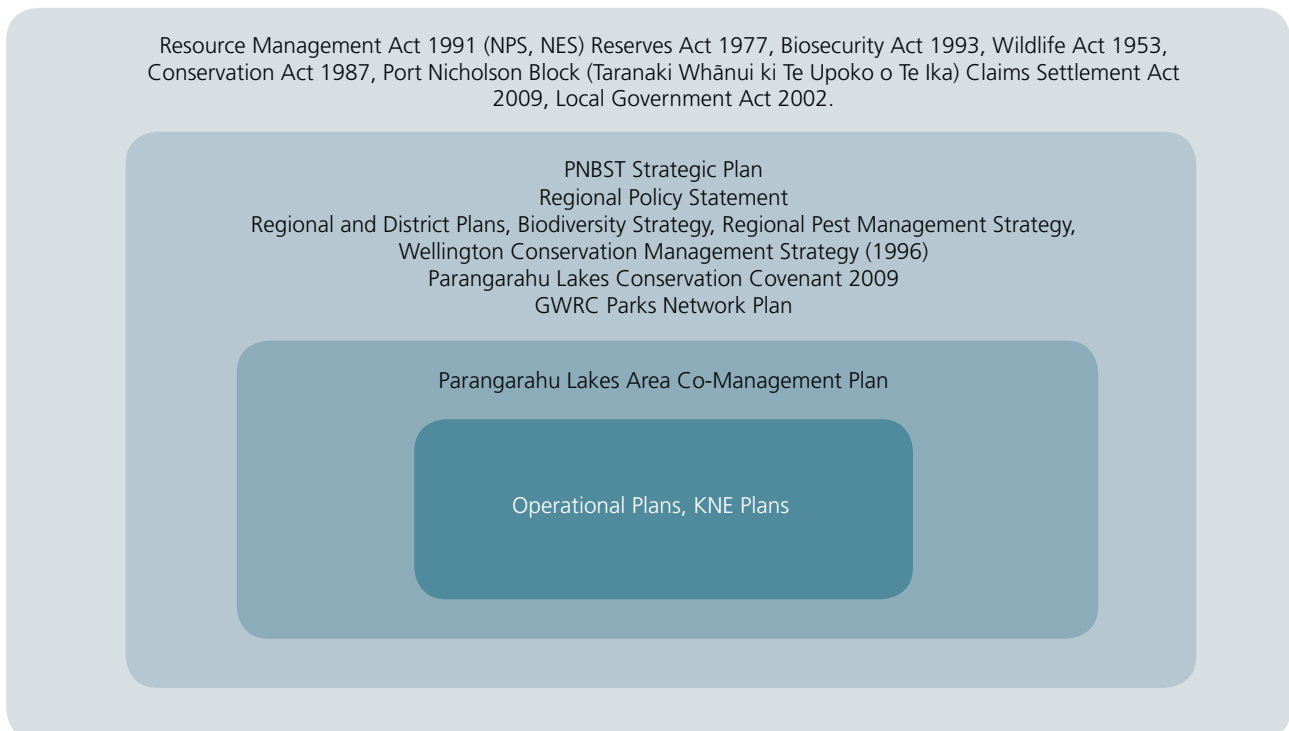 Resource Management Act 1991 (NPS, NES) Reserves Act 1977, Biosecurity Act 1993, Wildlife Act 1953,
Conservation Act 1987, Port Nicholson Block (Taranaki Whānui ki Te Upoko o Te Ika) Claims Settlement Act
2009, Local Government Act 2002.
PNBST Strategic Plan
Regional Policy Statement
Regional and District Plans, Biodiversity Strategy, Regional Pest Management Strategy,
Wellington Conservation Management Strategy (1996)
Parangarahu Lakes Conservation Covenant 2009
GWRC Parks Network Plan
Parangarahu Lakes Area Co-Management Plan
Operational Plans, KNE Plans